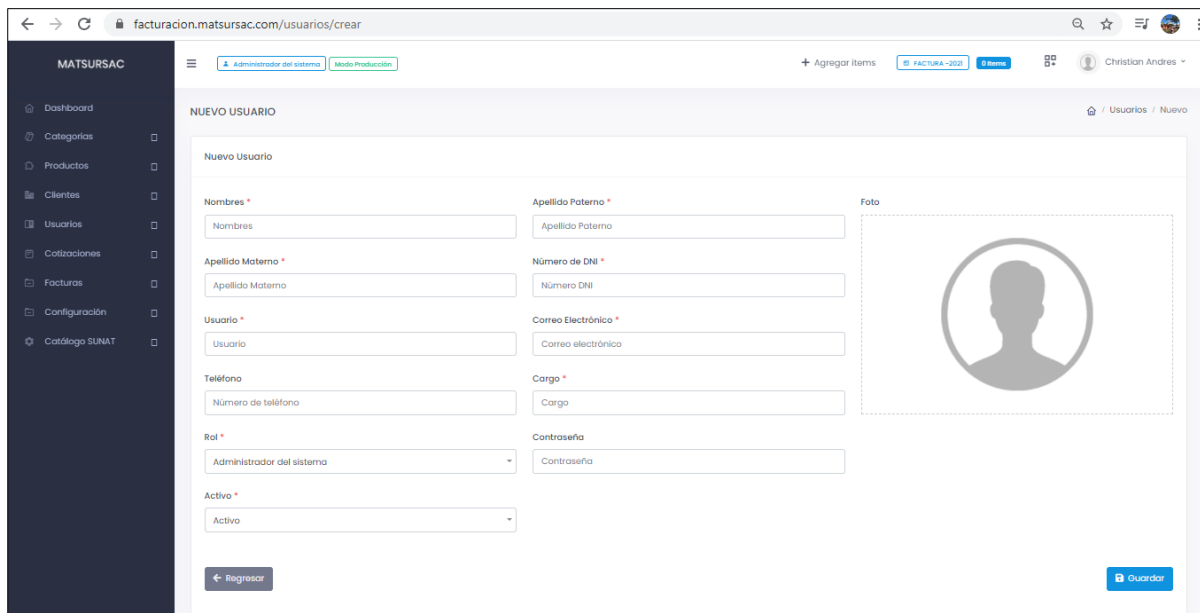 facturacion.matsursac.com/usuarios/crear
MATSURSAC
Administrador del sistema Modo Producción
+ Agregar items FACTURA -2021 0 Items Christian Andres
Dashboard
Categorias
Productos
Clientes
Usuarios
Cotizaciones
Facturas
Configuración
Catálogo SUNAT
NUEVO USUARIO
/ Usuarios / Nuevo
Nuevo Usuario
Nombres * Apellido Paterno * Foto
Nombres Apellido Paterno
Apellido Materno * Número de DNI *
Apellido Materno Número DNI
Usuario * Correo Electrónico *
Usuario Correo electrónico
Teléfono Cargo *
Número de teléfono Cargo
Rol * Contraseña
Administrador del sistema Contraseña
Activo *
Activo
Regresar Guardar